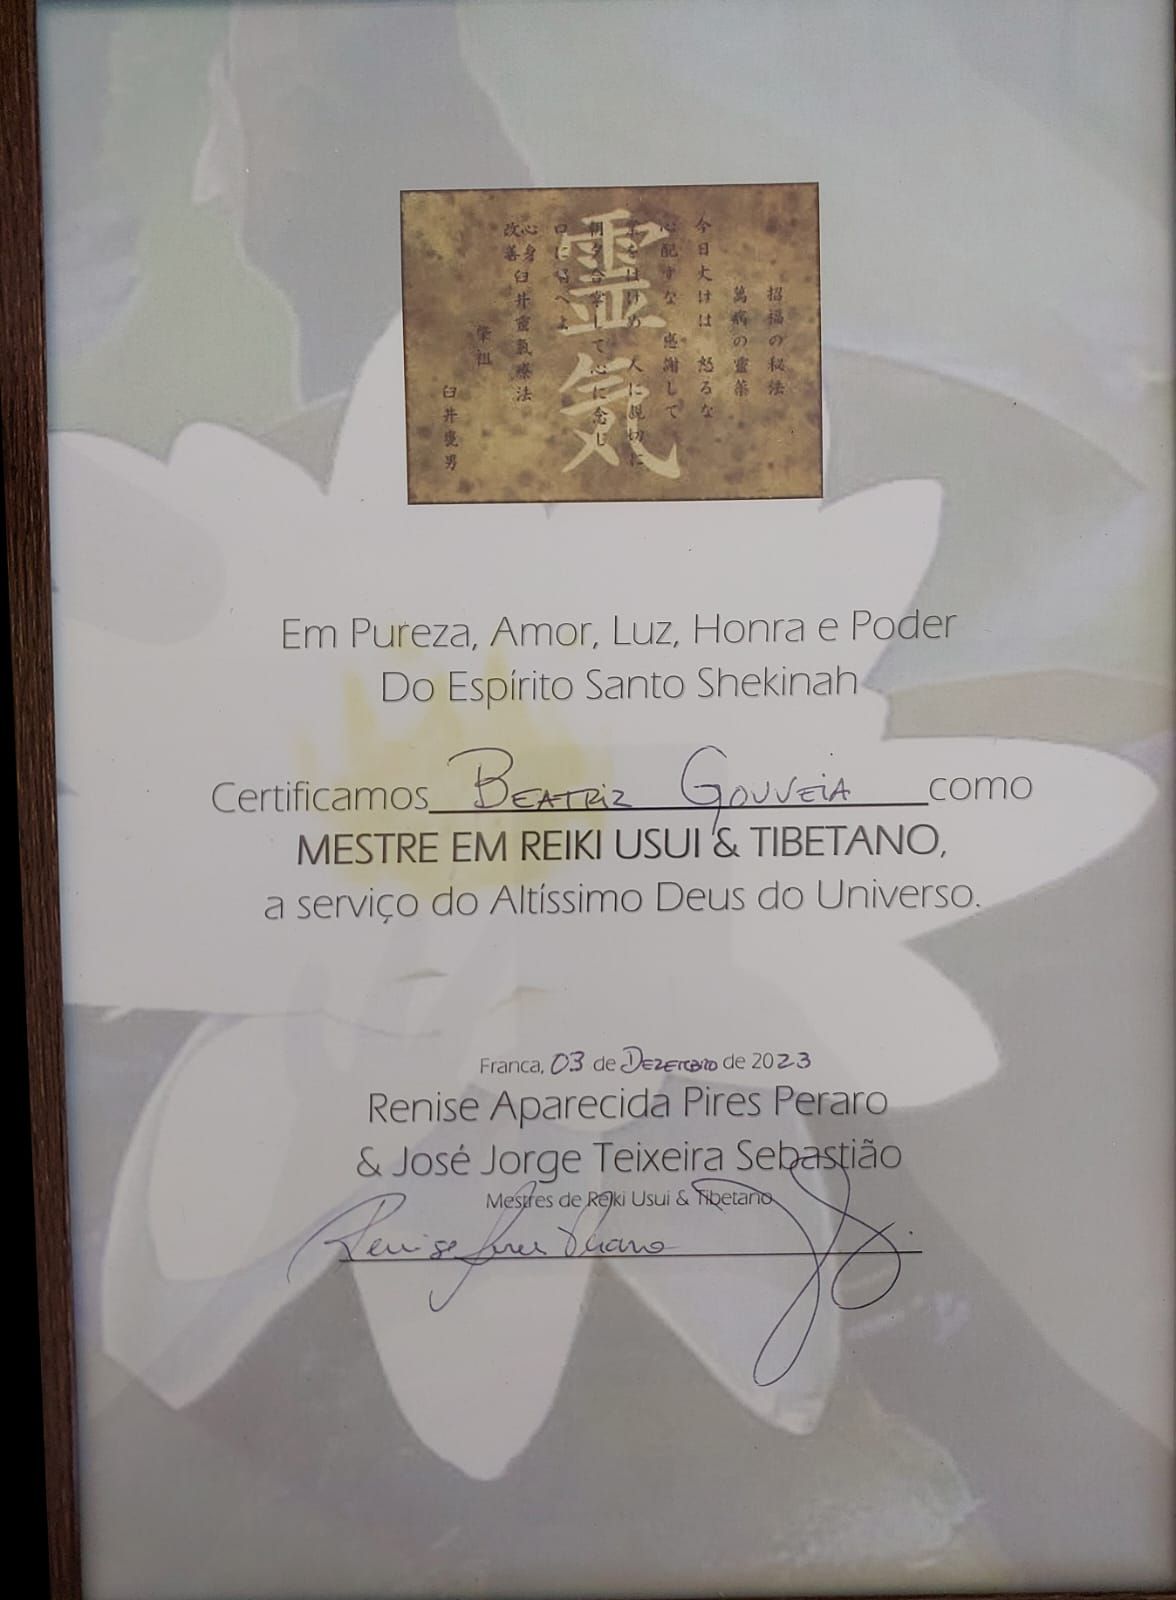 霊気
招福の秘法
萬病の霊薬
今日丈けは 怒るな
心配すな 感謝して
業をはけめ 人に親切に
朝夕合掌して心に念じ
口に唱へよ
心身
改善 臼井靈氣療法
肇祖
臼井甕男
Em Pureza, Amor, Luz, Honra e Poder
Do Espírito Santo Shekinah
Certificamos Beatriz Gouveia como
MESTRE EM REIKI USUI & TIBETANO,
a serviço do Altíssimo Deus do Universo.
Franca, 03 de Dezembro de 2023
Renise Aparecida Pires Peraro
& José Jorge Teixeira Sebastião
Mestres de Reiki Usui & Tibetano
Renise Pires Peraro